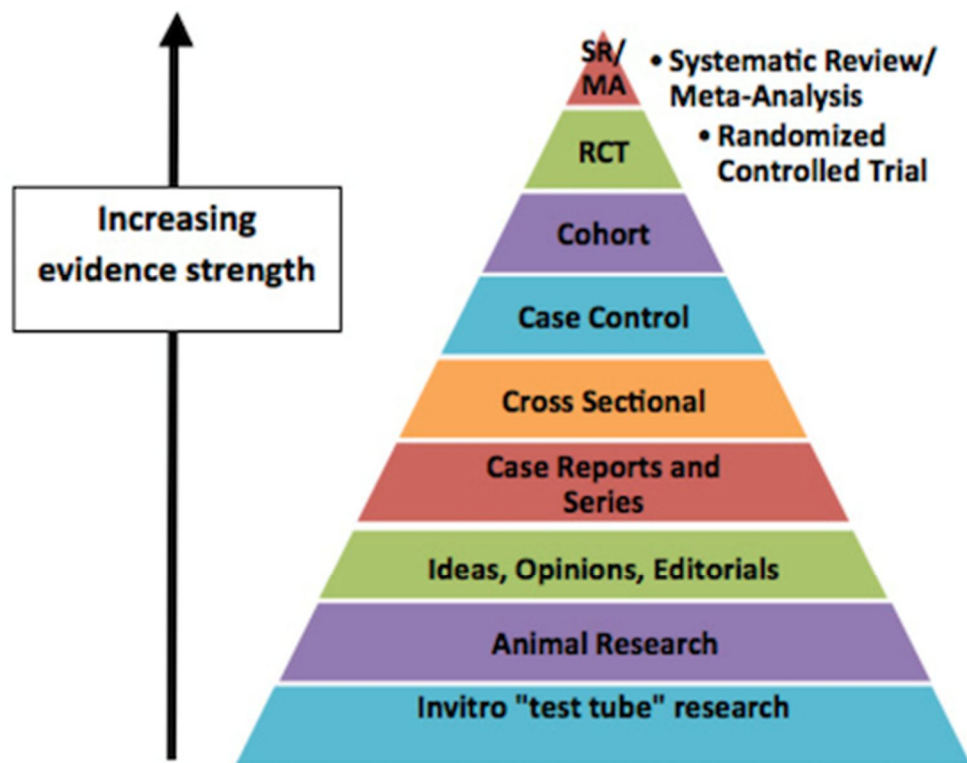 Increasing
evidence strength
SR/
MA
• Systematic Review/
Meta-Analysis
RCT
• Randomized
Controlled Trial
Cohort
Case Control
Cross Sectional
Case Reports and
Series
Ideas, Opinions, Editorials
Animal Research
Invitro "test tube" research